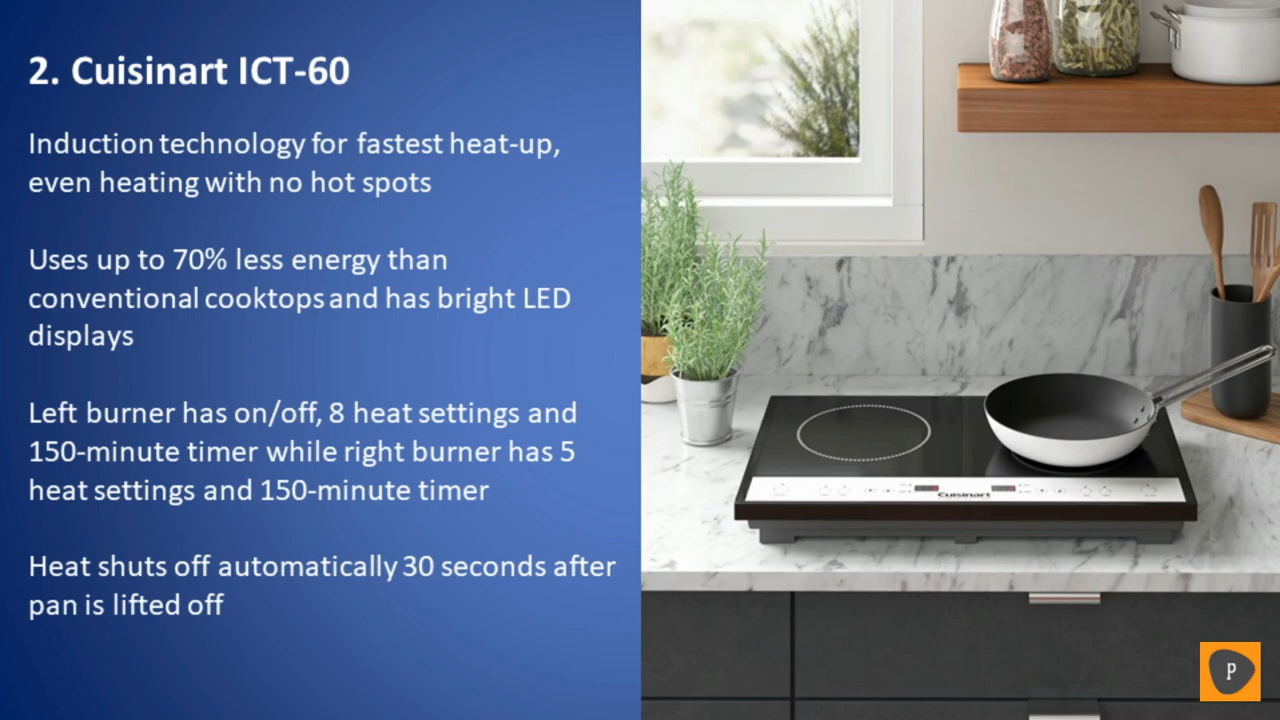 2. Cuisinart ICT-60
Induction technology for fastest heat-up,
even heating with no hot spots
Uses up to 70% less energy than
conventional cooktops and has bright LED
displays
Left burner has on/off, 8 heat settings and
150-minute timer while right burner has 5
heat settings and 150-minute timer
Heat shuts off automatically 30 seconds after
pan is lifted off
Cuisinart
P